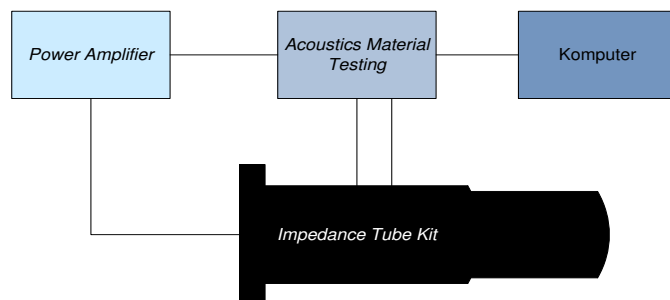 Power Amplifier
Acoustics Material
Testing
Komputer
Impedance Tube Kit